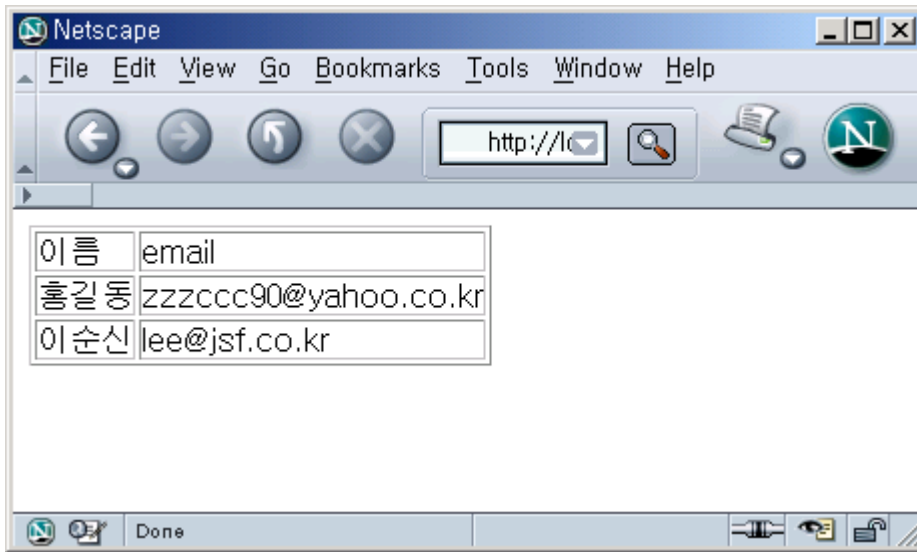 Netscape
File Edit View Go Bookmarks Tools Window Help
http://lo
N
이름 email
홍길동 zzzccc90@yahoo.co.kr
이순신 lee@jsf.co.kr
Done